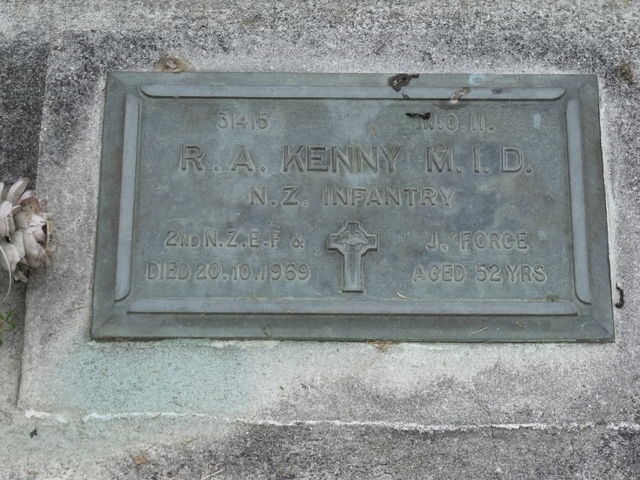 51415 W.O.II.
R. A. KENNY M.I.D.
N.Z. INFANTRY
2ND N.Z.E.F & J. FORCE
DIED 20.10.1969 AGED 52 YRS